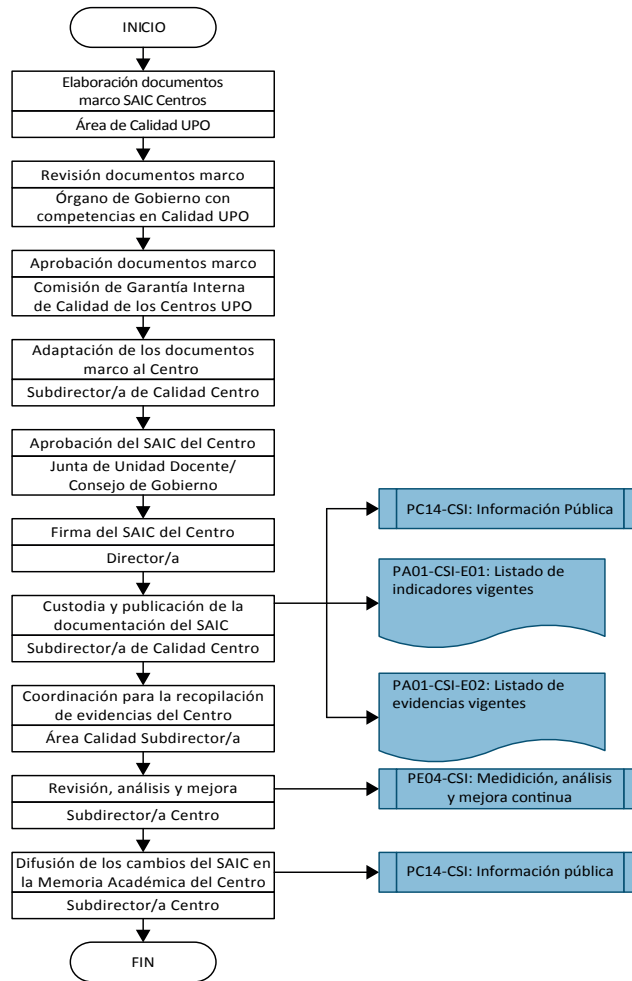 INICIO
Elaboración documentos
marco SAIC Centros
Área de Calidad UPO
Revisión documentos marco
Órgano de Gobierno con
competencias en Calidad UPO
Aprobación documentos marco
Comisión de Garantía Interna
de Calidad de los Centros UPO
Adaptación de los documentos
marco al Centro
Subdirector/a de Calidad Centro
Aprobación del SAIC del Centro
Junta de Unidad Docente/
Consejo de Gobierno
Firma del SAIC del Centro
Director/a
Custodia y publicación de la
documentación del SAIC
Subdirector/a de Calidad Centro
PC14-CSI: Información Pública
PA01-CSI-E01: Listado de
indicadores vigentes
PA01-CSI-E02: Listado de
evidencias vigentes
Coordinación para la recopilación
de evidencias del Centro
Área Calidad Subdirector/a
Revisión, análisis y mejora
Subdirector/a Centro
PE04-CSI: Medidición, análisis
y mejora continua
Difusión de los cambios del SAIC en
la Memoria Académica del Centro
Subdirector/a Centro
PC14-CSI: Información pública
FIN